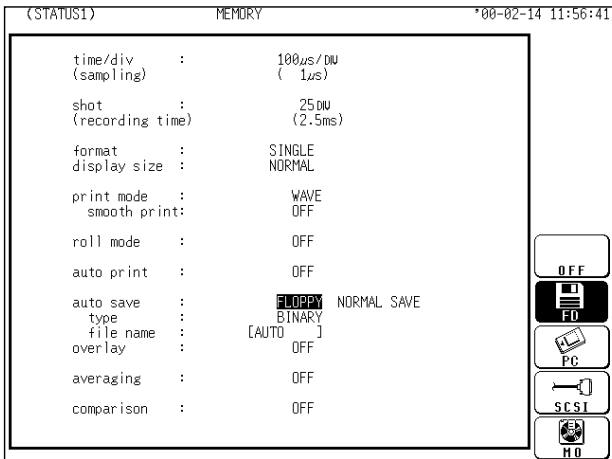 (STATUS1) MEMORY '00-02-14 11:56:41
time/div : 100µs/DIV
(sampling) ( 1µs)
shot : 25DIV
(recording time) (2.5ms)
format : SINGLE
display size : NORMAL
print mode : WAVE
smooth print: OFF
roll mode : OFF
auto print : OFF
auto save : FLOPPY NORMAL SAVE
type : BINARY
file name : [AUTO ]
overlay : OFF
averaging : OFF
comparison : OFF
OFF
FD
PC
SCSI
MO